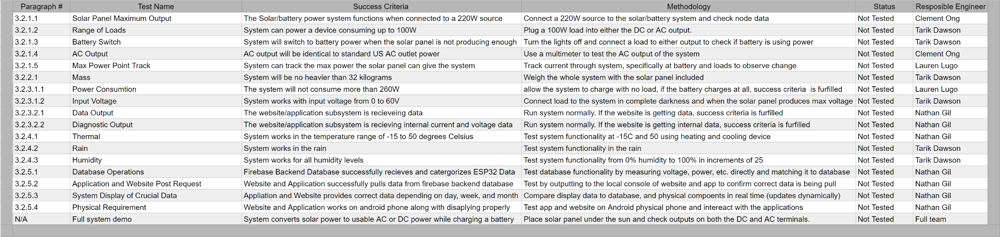 Paragraph # Test Name Success Criteria Methodology Status Resposible Engineer
3.2.1.1 Solar Panel Maximum Output The Solar/battery power system functions when connected to a 220W source Connect a 220W source to the solar/battery system and check node data Not Tested Clement Ong
3.2.1.2 Range of Loads System can power a device consuming up to 100W Plug a 100W load into either the DC or AC output. Not Tested Tarik Dawson
3.2.1.3 Battery Switch System will switch to battery power when the solar panel is not producing enough Turn the lights off and connect a load to either output to check if battery is using power Not Tested Tarik Dawson
3.2.1.4 AC Output AC output will be identical to standard US AC outlet power Use a multimeter to test the AC output of the system Not Tested Clement Ong
3.2.1.5 Max Power Point Track System can track the max power the solar panel can give the system Track current through system, specifically at battery and loads to observe change Not Tested Lauren Lugo
3.2.2.1 Mass System will be no heavier than 32 kilograms Weigh the whole system with the solar panel included Not Tested Tarik Dawson
3.2.3.1.1 Power Consumtion The system will not consume more than 260W allow the system to charge with no load, if the battery charges at all, success criteria is furfilled Not Tested Lauren Lugo
3.2.3.1.2 Input Voltage System works with input voltage from 0 to 60V Connect load to the system in complete darkness and when the solar panel produces max voltage Not Tested Tarik Dawson
3.2.3.2.1 Data Output The website/application subsystem is recieveing data Run system normally. If the website is getting data, success criteria is furfilled Not Tested Nathan Gil
3.2.3.2.2 Diagnostic Output The website/application subsystem is recieving internal current and voltage data Run system normally. If the website is getting internal data, success criteria is furfilled Not Tested Nathan Gil
3.2.4.1 Thermal System works in the temperature range of -15 to 50 degrees Celsius Test system functionality at -15C and 50 using heating and cooling device Not Tested Nathan Gil
3.2.4.2 Rain System works in the rain Test system functionality in the rain Not Tested Tarik Dawson
3.2.4.3 Humidity System works for all humidity levels Test system functionality from 0% humidity to 100% in increments of 25 Not Tested Tarik Dawson
3.2.5.1 Database Operations Firebase Backend Database successfully recieves and catergorizes ESP32 Data Test database functionality by measuring voltage, power, etc. directly and matching it to database Not Tested Nathan Gil
3.2.5.2 Application and Website Post Request Website and Application successfully pulls data from firebase backend database Test by outputting to the local console of website and app to confirm correct data is being pull Not Tested Nathan Gil
3.2.5.3 System Display of Crucial Data Appliation and Website provides correct data depending on day, week, and month Compare display data to database, and physical compoents in real time (updates dynamically) Not Tested Nathan Gil
3.2.5.4 Physical Requirement Website and Application works on android phone along with disaplying properly Test app and website on Android physical phone and intereact with the applications Not Tested Nathan Gil
N/A Full system demo System converts solar power to usable AC or DC power while charging a battery Place solar panel under the sun and check outputs on both the DC and AC terminals. Not Tested Full team